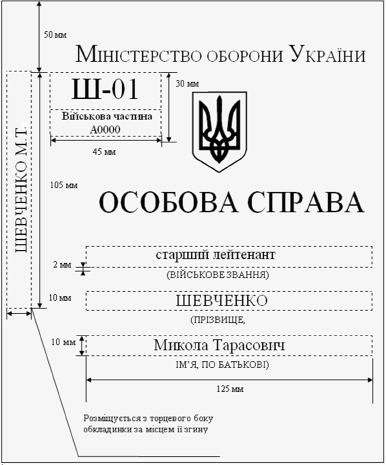 50 мм
МІНІСТЕРСТВО ОБОРОНИ УКРАЇНИ
Ш-01
30 мм
Військова частина
А0000
45 мм
ШЕВЧЕНКО М.Т.
105 мм
ОСОБОВА СПРАВА
старший лейтенант
2 мм
(ВІЙСЬКОВЕ ЗВАННЯ)
10 мм
ШЕВЧЕНКО
(ПРІЗВИЩЕ,
10 мм
Микола Тарасович
ІМ’Я, ПО БАТЬКОВІ)
125 мм
Розміщується з торцевого боку
обкладинки за місцем її згину